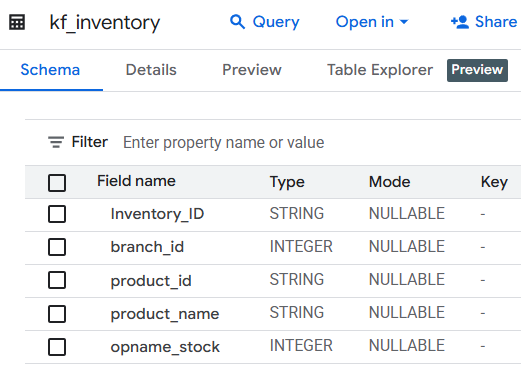 kf_inventory Query Open in Share
Schema Details Preview Table Explorer Preview
Filter Enter property name or value
Field name Type Mode Key
Inventory_ID STRING NULLABLE -
branch_id INTEGER NULLABLE -
product_id STRING NULLABLE -
product_name STRING NULLABLE -
opname_stock INTEGER NULLABLE -